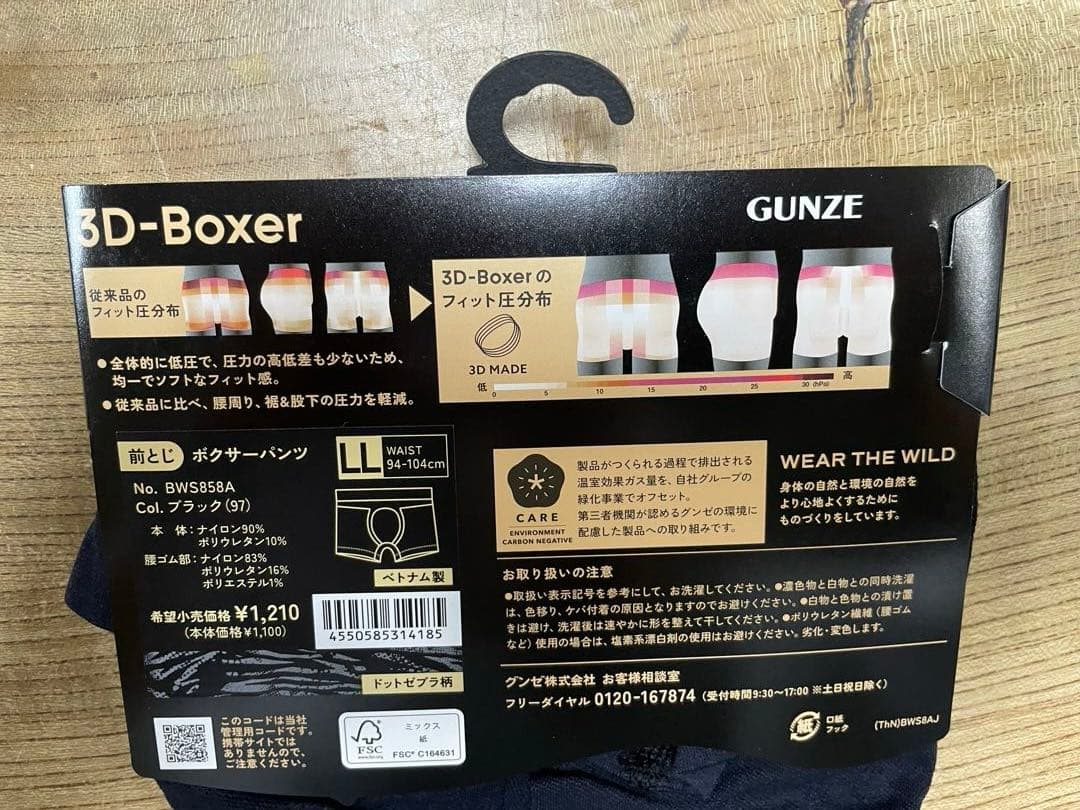 3D-Boxer
GUNZE
従来品の
フィット圧分布
3D-Boxerの
フィット圧分布
3D MADE
低
0 5 10 15 20 25 30 (hPa)
高
●全体的に低圧で、圧力の高低差も少ないため、
均一でソフトなフィット感。
●従来品に比べ、腰周り、裾&股下の圧力を軽減。
前とじ ボクサーパンツ
LL WAIST
94-104cm
No. BWS858A
Col. ブラック(97)
本 体:ナイロン90%
ポリウレタン10%
腰ゴム部:ナイロン83%
ポリウレタン16%
ポリエステル1%
ベトナム製
希望小売価格 ¥1,210
(本体価格¥1,100)
4550585314185
ドットゼブラ柄
このコードは当社
管理用コードです。
携帯サイトでは
ありませんので、
ご注意ください。
FSC
www.fsc.org
ミックス
紙
FSC® C164631
CARE
ENVIRONMENT
CARBON NEGATIVE
製品がつくられる過程で排出される
温室効果ガス量を、自社グループの
緑化事業でオフセット。
第三者機関が認めるグンゼの環境に
配慮した製品への取り組みです。
WEAR THE WILD
身体の自然と環境の自然を
より心地よくするために
ものづくりをしています。
お取り扱いの注意
●取扱い表示記号を参考にして、お洗濯してください。●濃色物と白物との同時洗濯
は、色移り、ケバ付着の原因となりますのでお避けください。●白物と色物との漬け置
きは避け、洗濯後は速やかに形を整えて干してください。●ポリウレタン繊維(腰ゴム
など)使用の場合は、塩素系漂白剤の使用はお避けください。劣化・変色します。
グンゼ株式会社 お客様相談室
フリーダイヤル 0120-167874 (受付時間9:30~17:00 ※土日祝日除く)
紙
口紙
フック
(ThN)BWS8AJ